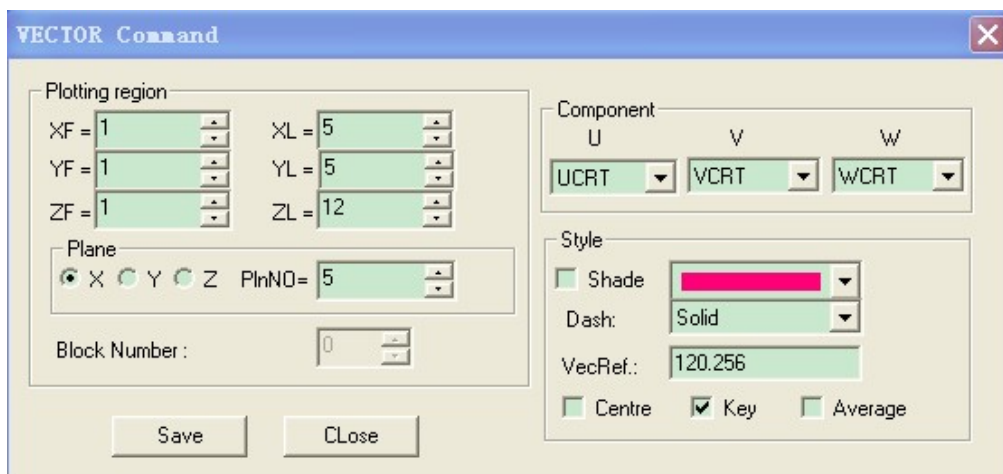 VECTOR Command
Plotting region
XF = 1 XL = 5
YF = 1 YL = 5
ZF = 1 ZL = 12
Plane
X Y Z PlnNO= 5
Block Number : 0
Save CLose
Component
U V W
UCRT VCRT WCRT
Style
Shade
Dash: Solid
VecRef.: 120.256
Centre Key Average